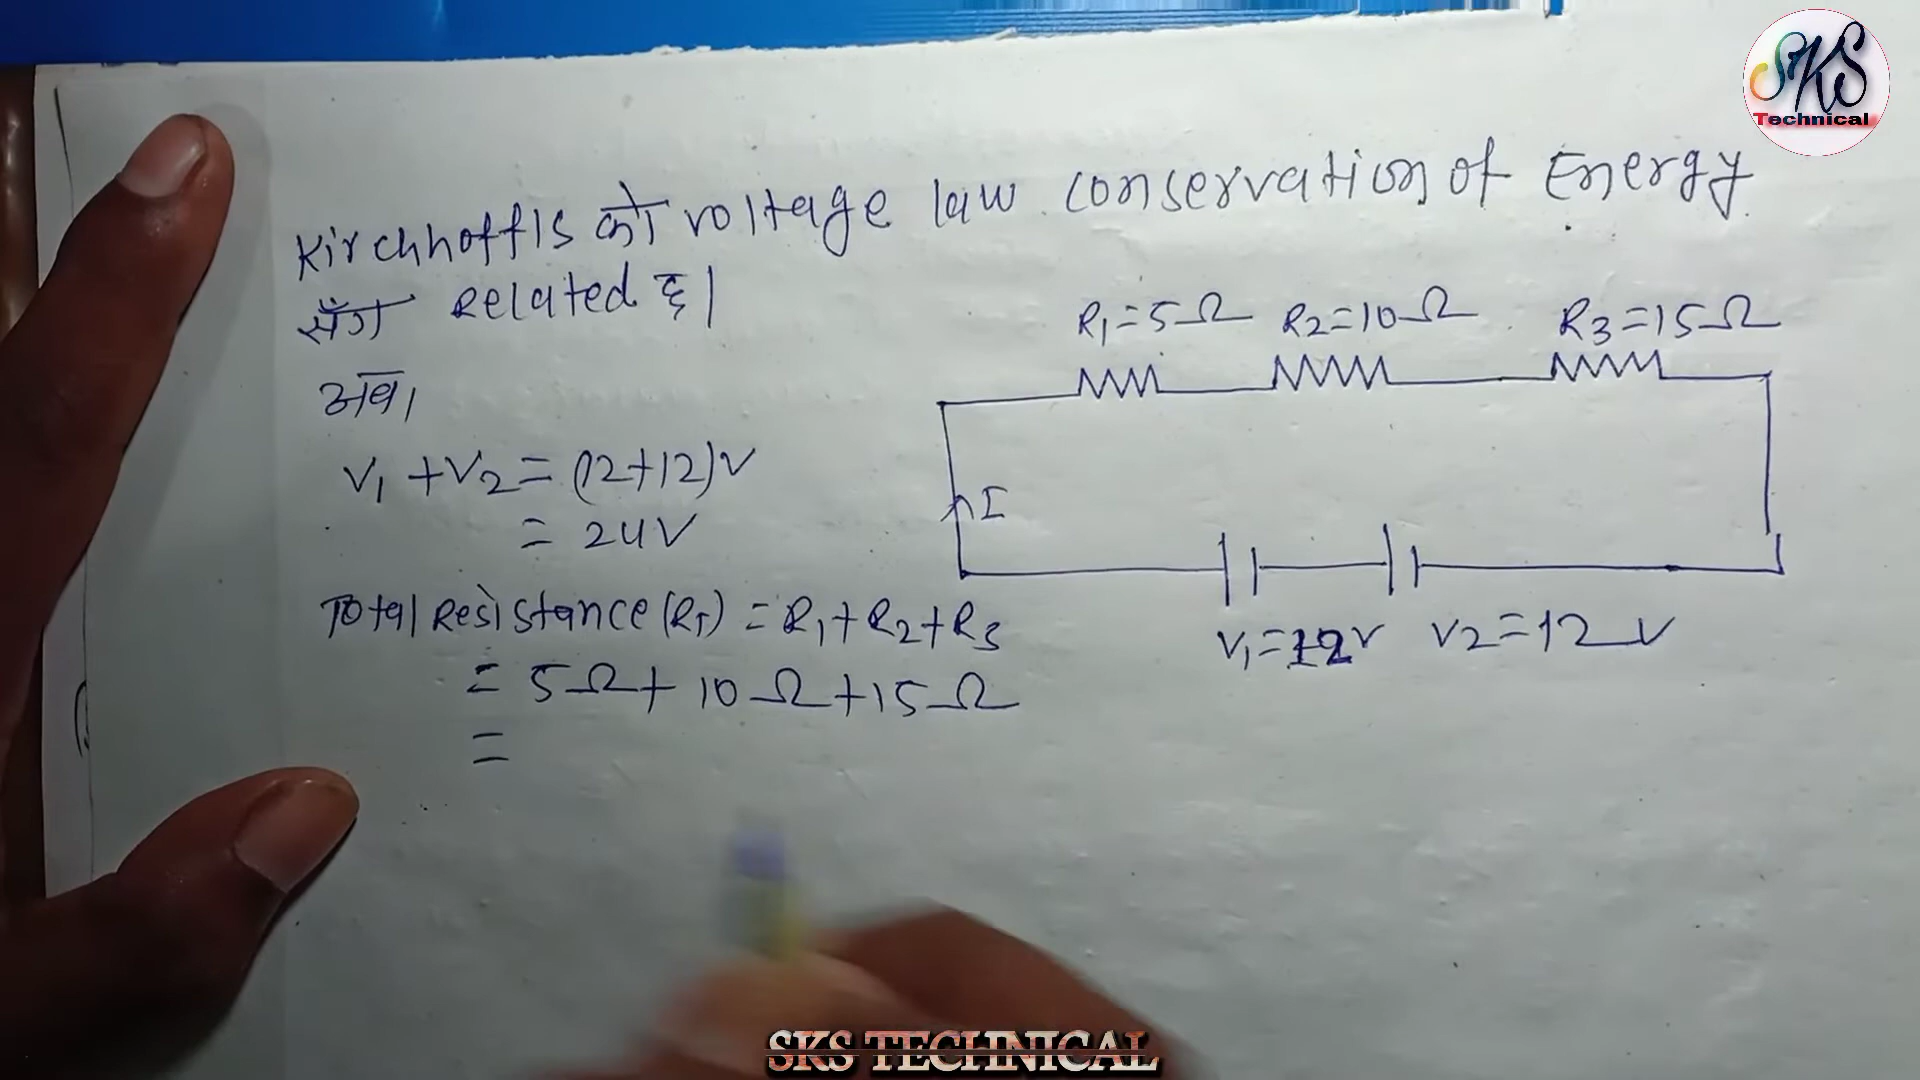 SKS
Technical
Kirchhoff's को voltage law conservation of Energy
सँग Related छ।
अब,
V1 + V2 = (12+12)V
= 24V
Total Resistance (RT) = R1 + R2 + R3
= 5Ω + 10Ω + 15Ω
=
R1=5Ω R2=10Ω R3=15Ω
I
V1=12V V2=12V
SKS TECHNICAL